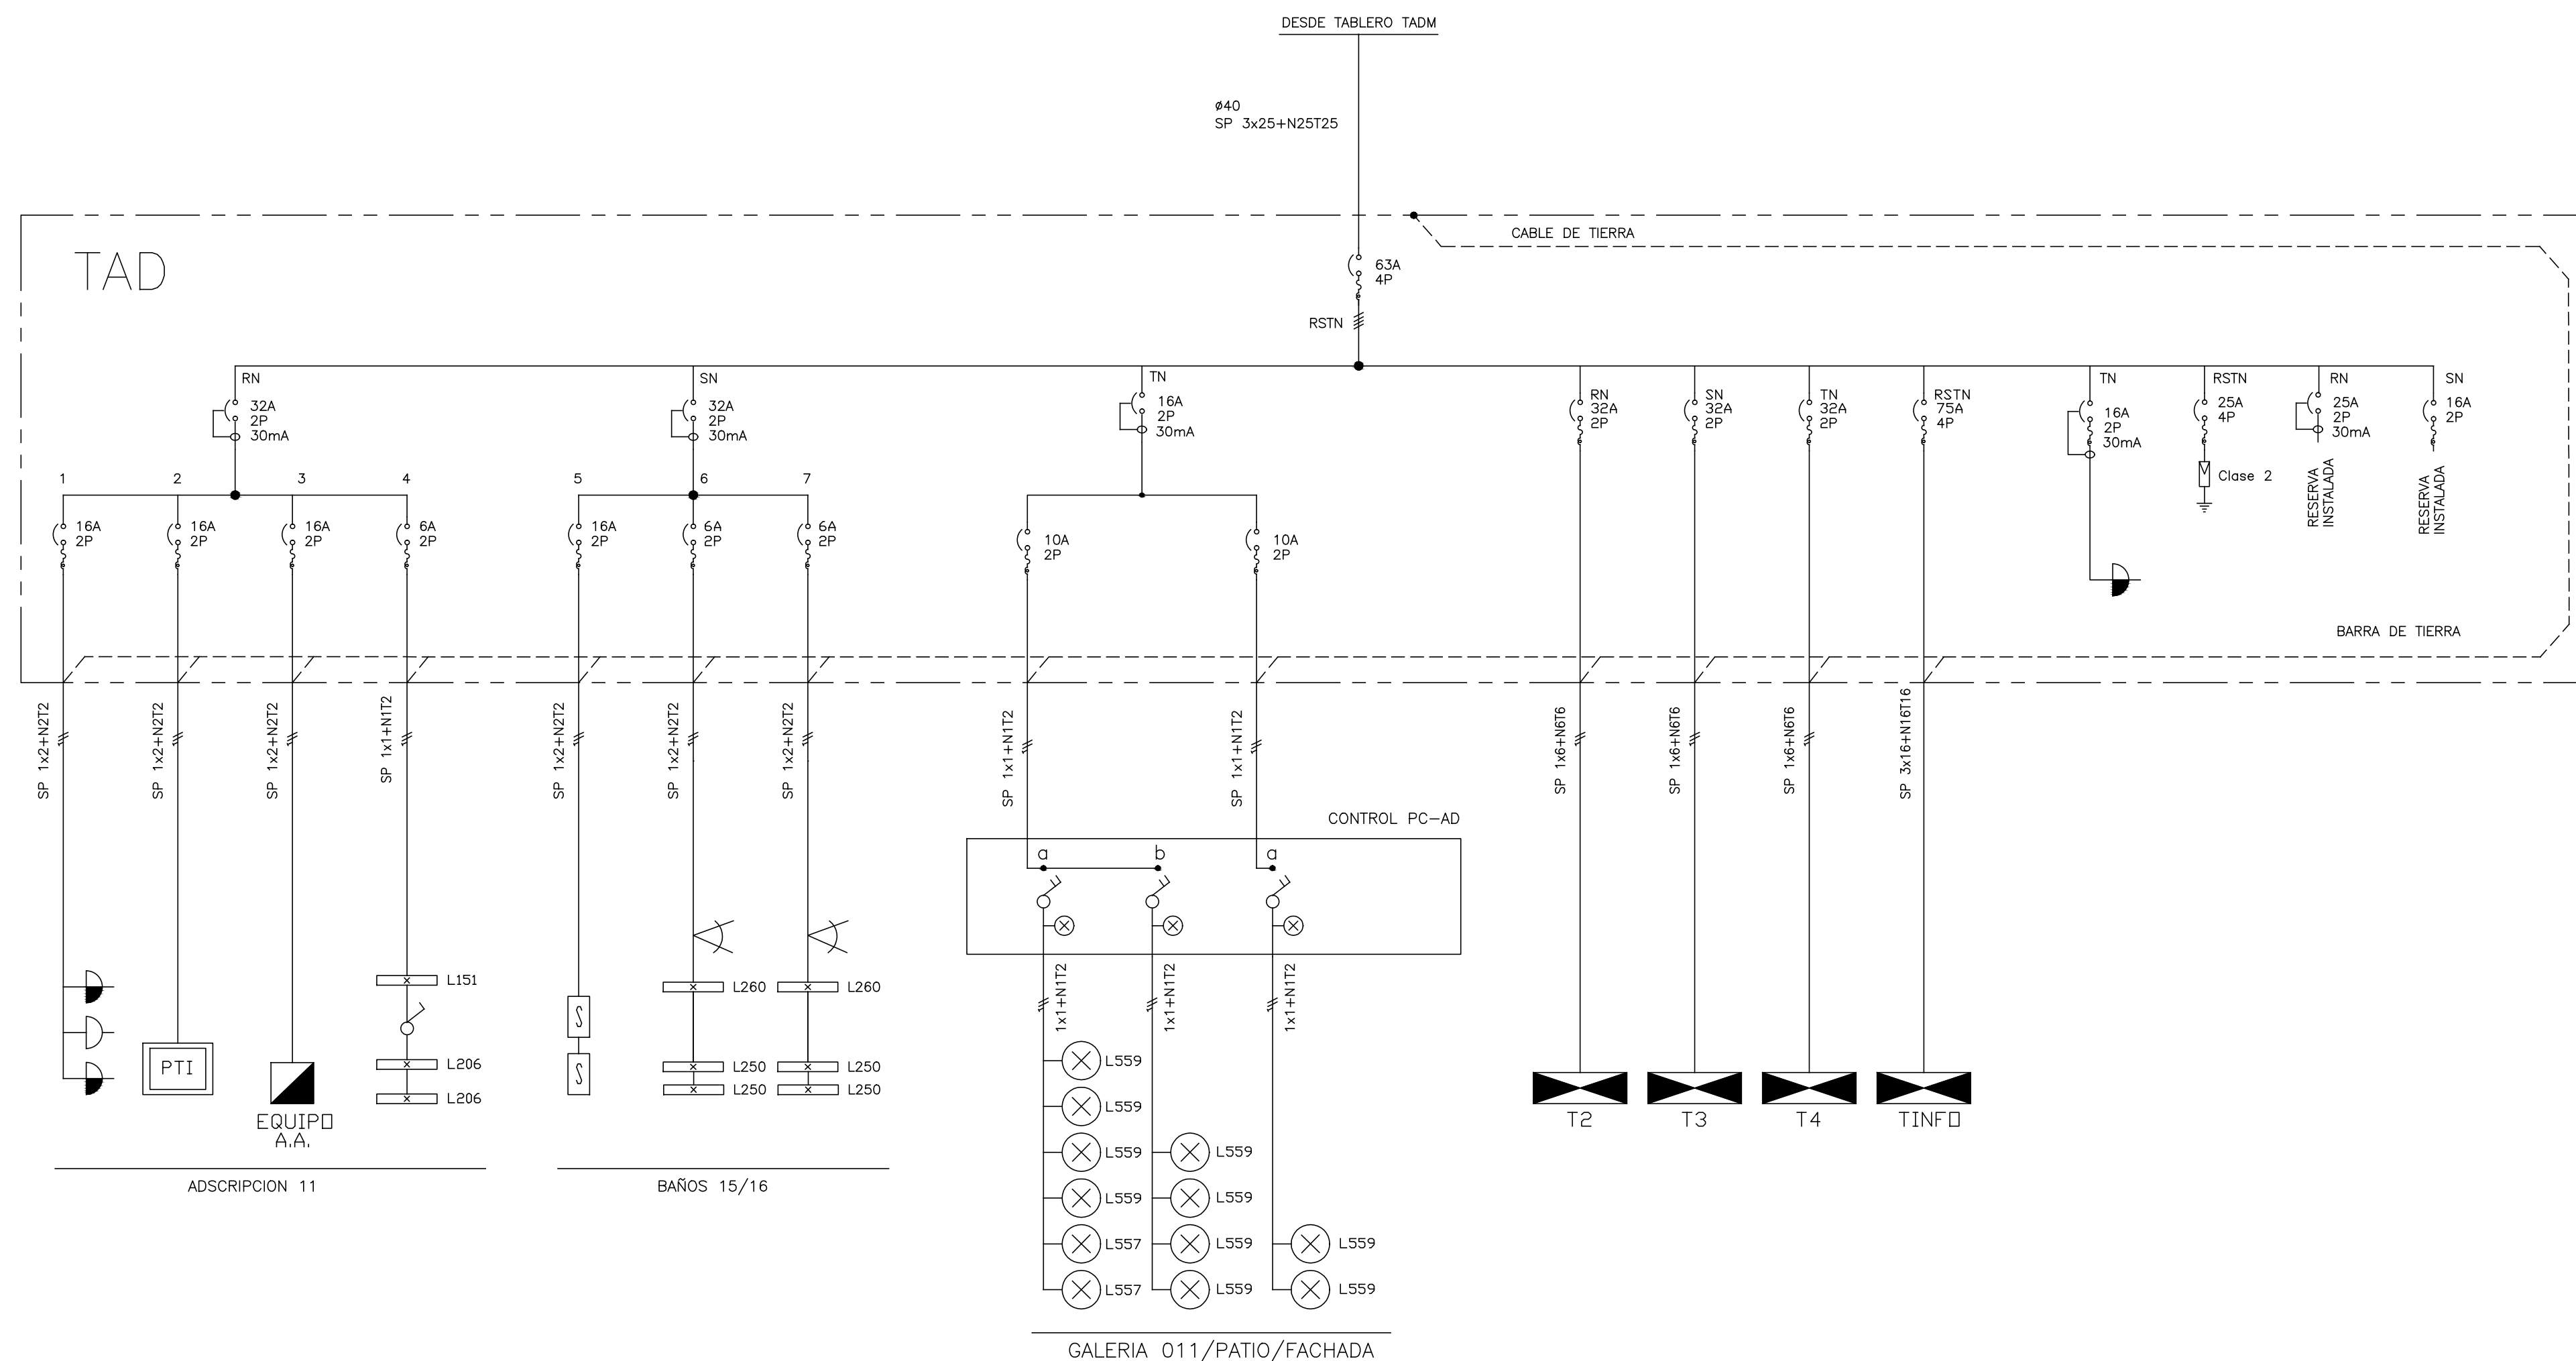 DESDE TABLERO TADM
ø40
SP 3x25+N25T25
CABLE DE TIERRA
TAD
63A
4P
RSTN
RN
32A
2P
30mA
SN
32A
2P
30mA
TN
16A
2P
30mA
RN
32A
2P
SN
32A
2P
TN
32A
2P
RSTN
75A
4P
TN
16A
2P
30mA
RSTN
25A
4P
Clase 2
RN
25A
2P
30mA
RESERVA
INSTALADA
SN
16A
2P
RESERVA
INSTALADA
1
16A
2P
2
16A
2P
3
16A
2P
4
6A
2P
5
16A
2P
6
6A
2P
7
6A
2P
10A
2P
10A
2P
BARRA DE TIERRA
SP 1x2+N2T2
SP 1x2+N2T2
SP 1x2+N2T2
SP 1x1+N1T2
SP 1x2+N2T2
SP 1x2+N2T2
SP 1x2+N2T2
SP 1x1+N1T2
SP 1x1+N1T2
SP 1x6+N6T6
SP 1x6+N6T6
SP 1x6+N6T6
SP 3x16+N16T16
CONTROL PC-AD
a
b
a
1x1+N1T2
1x1+N1T2
1x1+N1T2
PTI
EQUIPO
A.A.
L151
L206
L206
ADSCRIPCION 11
S
S
L260
L250
L250
L260
L250
L250
BAÑOS 15/16
L559
L559
L559
L559
L557
L557
L559
L559
L559
L559
L559
L559
GALERIA 011/PATIO/FACHADA
T2
T3
T4
TINFO